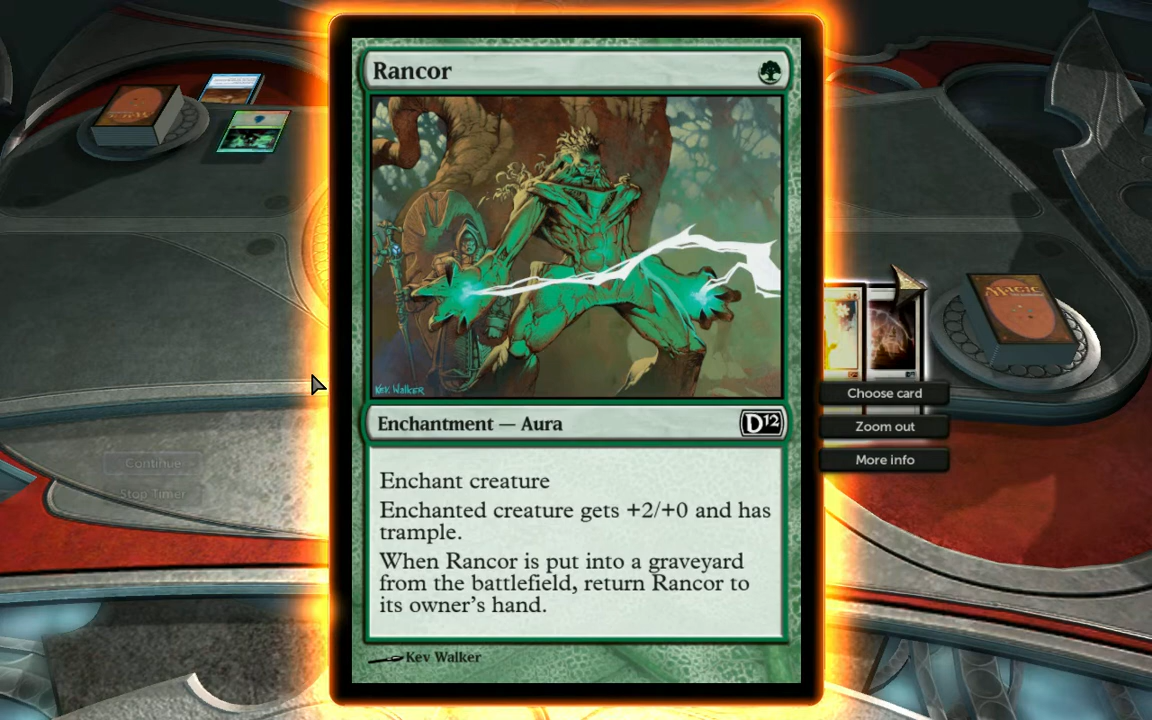 Rancor
KEV. WALKER
Enchantment — Aura
D12
Enchant creature
Enchanted creature gets +2/+0 and has
trample.
When Rancor is put into a graveyard
from the battlefield, return Rancor to
its owner's hand.
Kev Walker
Continue
Stop Timer
MAGIC
Choose card
Zoom out
More info